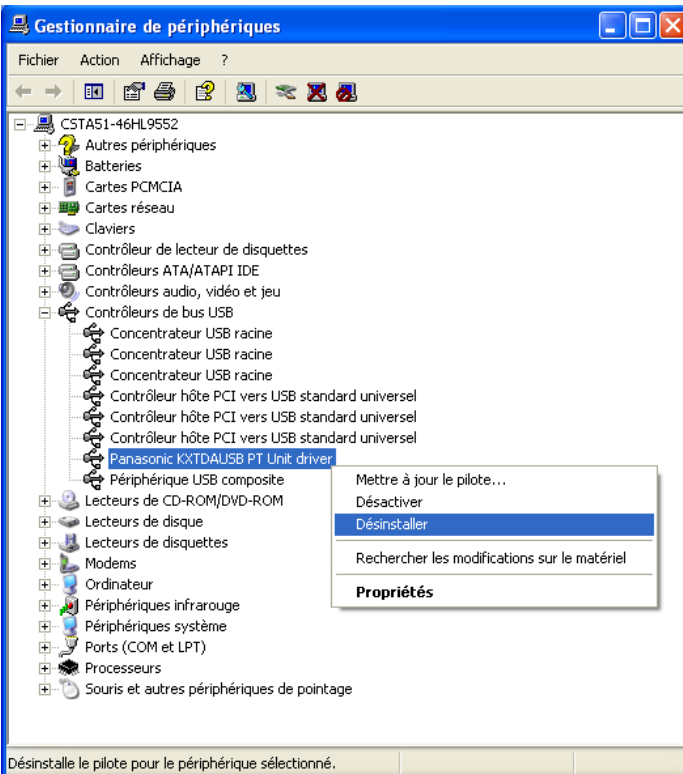 Gestionnaire de périphériques
Fichier Action Affichage ?
CSTA51-46HL9552
Autres périphériques
Batteries
Cartes PCMCIA
Cartes réseau
Claviers
Contrôleur de lecteur de disquettes
Contrôleurs ATA/ATAPI IDE
Contrôleurs audio, vidéo et jeu
Contrôleurs de bus USB
Concentrateur USB racine
Concentrateur USB racine
Concentrateur USB racine
Contrôleur hôte PCI vers USB standard universel
Contrôleur hôte PCI vers USB standard universel
Contrôleur hôte PCI vers USB standard universel
Panasonic KXTDAUSB PT Unit driver
Périphérique USB composite
Lecteurs de CD-ROM/DVD-ROM
Lecteurs de disque
Lecteurs de disquettes
Modems
Ordinateur
Périphériques infrarouge
Périphériques système
Ports (COM et LPT)
Processeurs
Souris et autres périphériques de pointage
Mettre à jour le pilote...
Désactiver
Désinstaller
Rechercher les modifications sur le matériel
Propriétés
Désinstalle le pilote pour le périphérique sélectionné.